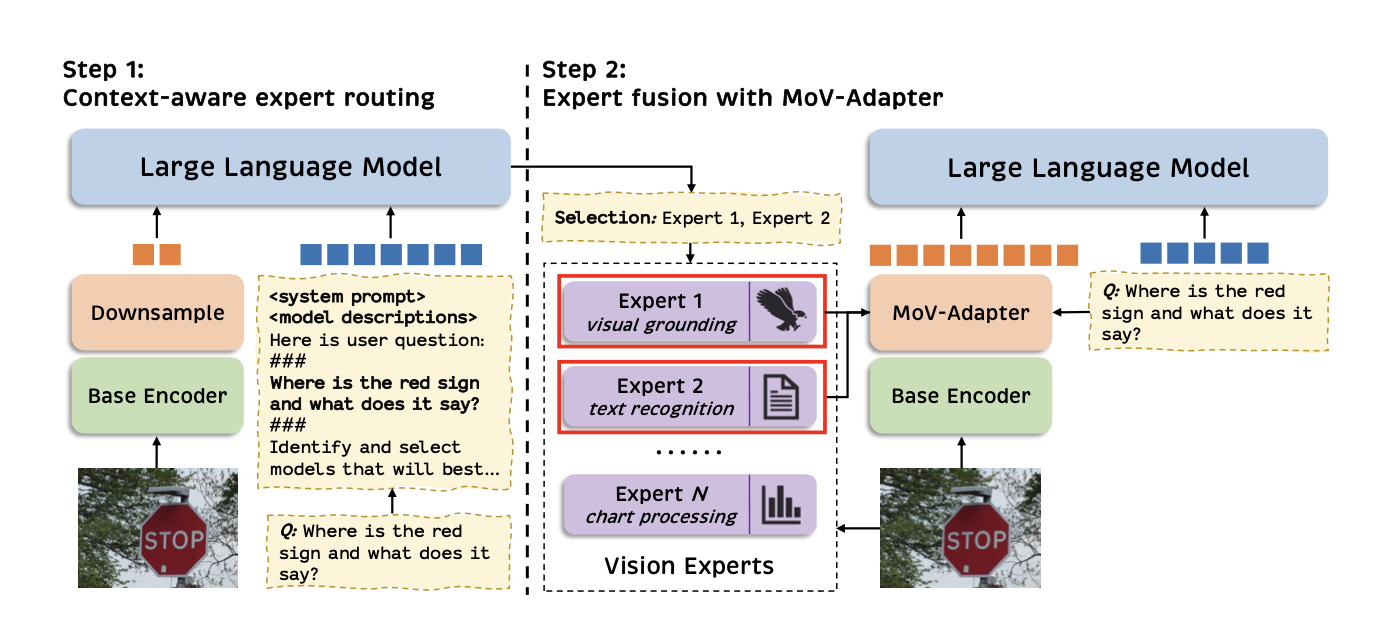 Step 1:
Context-aware expert routing
Large Language Model
Downsample
Base Encoder
<system prompt>
<model descriptions>
Here is user question:
###
Where is the red sign
and what does it say?
###
Identify and select
models that will best...
STOP
Q: Where is the red
sign and what does it
say?
Step 2:
Expert fusion with MoV-Adapter
Selection: Expert 1, Expert 2
Expert 1
visual grounding
Expert 2
text recognition
......
Expert N
chart processing
Vision Experts
Large Language Model
MoV-Adapter
Base Encoder
Q: Where is the red
sign and what does it
say?
STOP